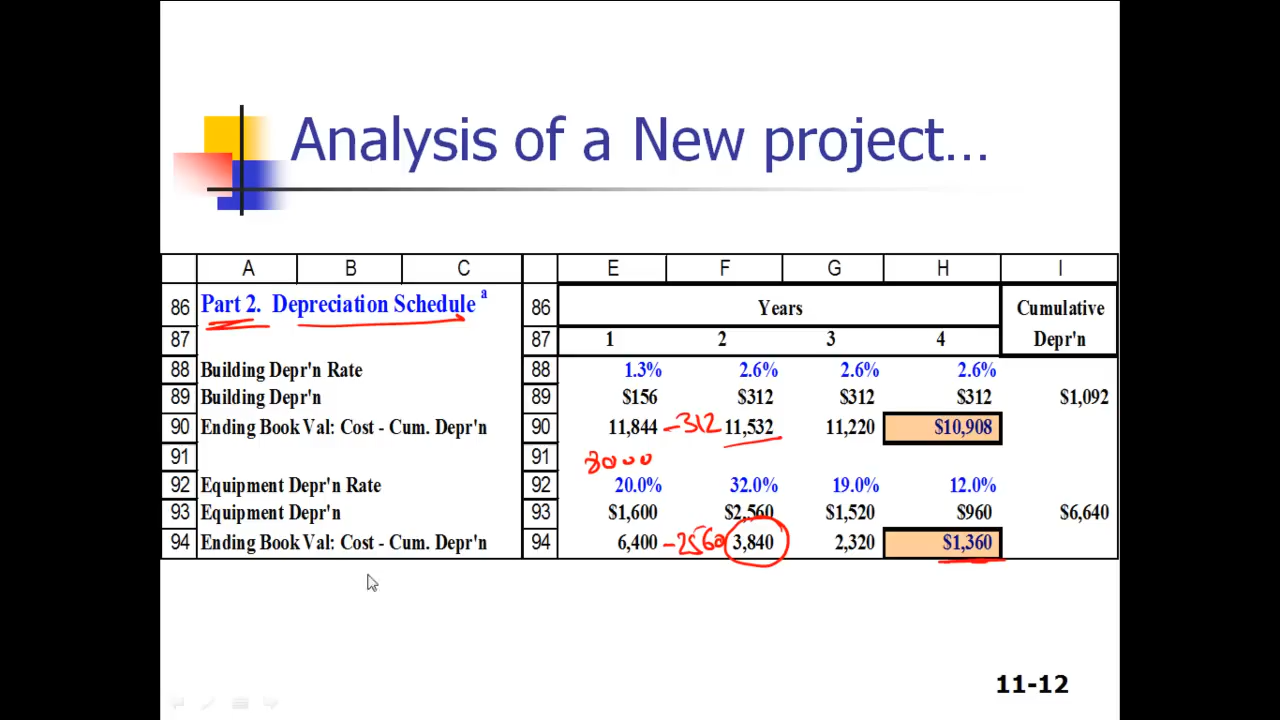 Analysis of a New project...
A B C E F G H I
86 Part 2. Depreciation Schedule a 86 Years Cumulative
87 87 1 2 3 4 Depr'n
88 Building Depr'n Rate 88 1.3% 2.6% 2.6% 2.6%
89 Building Depr'n 89 $156 $312 $312 $312 $1,092
90 Ending Book Val: Cost - Cum. Depr'n 90 11,844 -312 11,532 11,220 $10,908
91 91 8000
92 Equipment Depr'n Rate 92 20.0% 32.0% 19.0% 12.0%
93 Equipment Depr'n 93 $1,600 $2,560 $1,520 $960 $6,640
94 Ending Book Val: Cost - Cum. Depr'n 94 6,400 -2560 3,840 2,320 $1,360
11-12